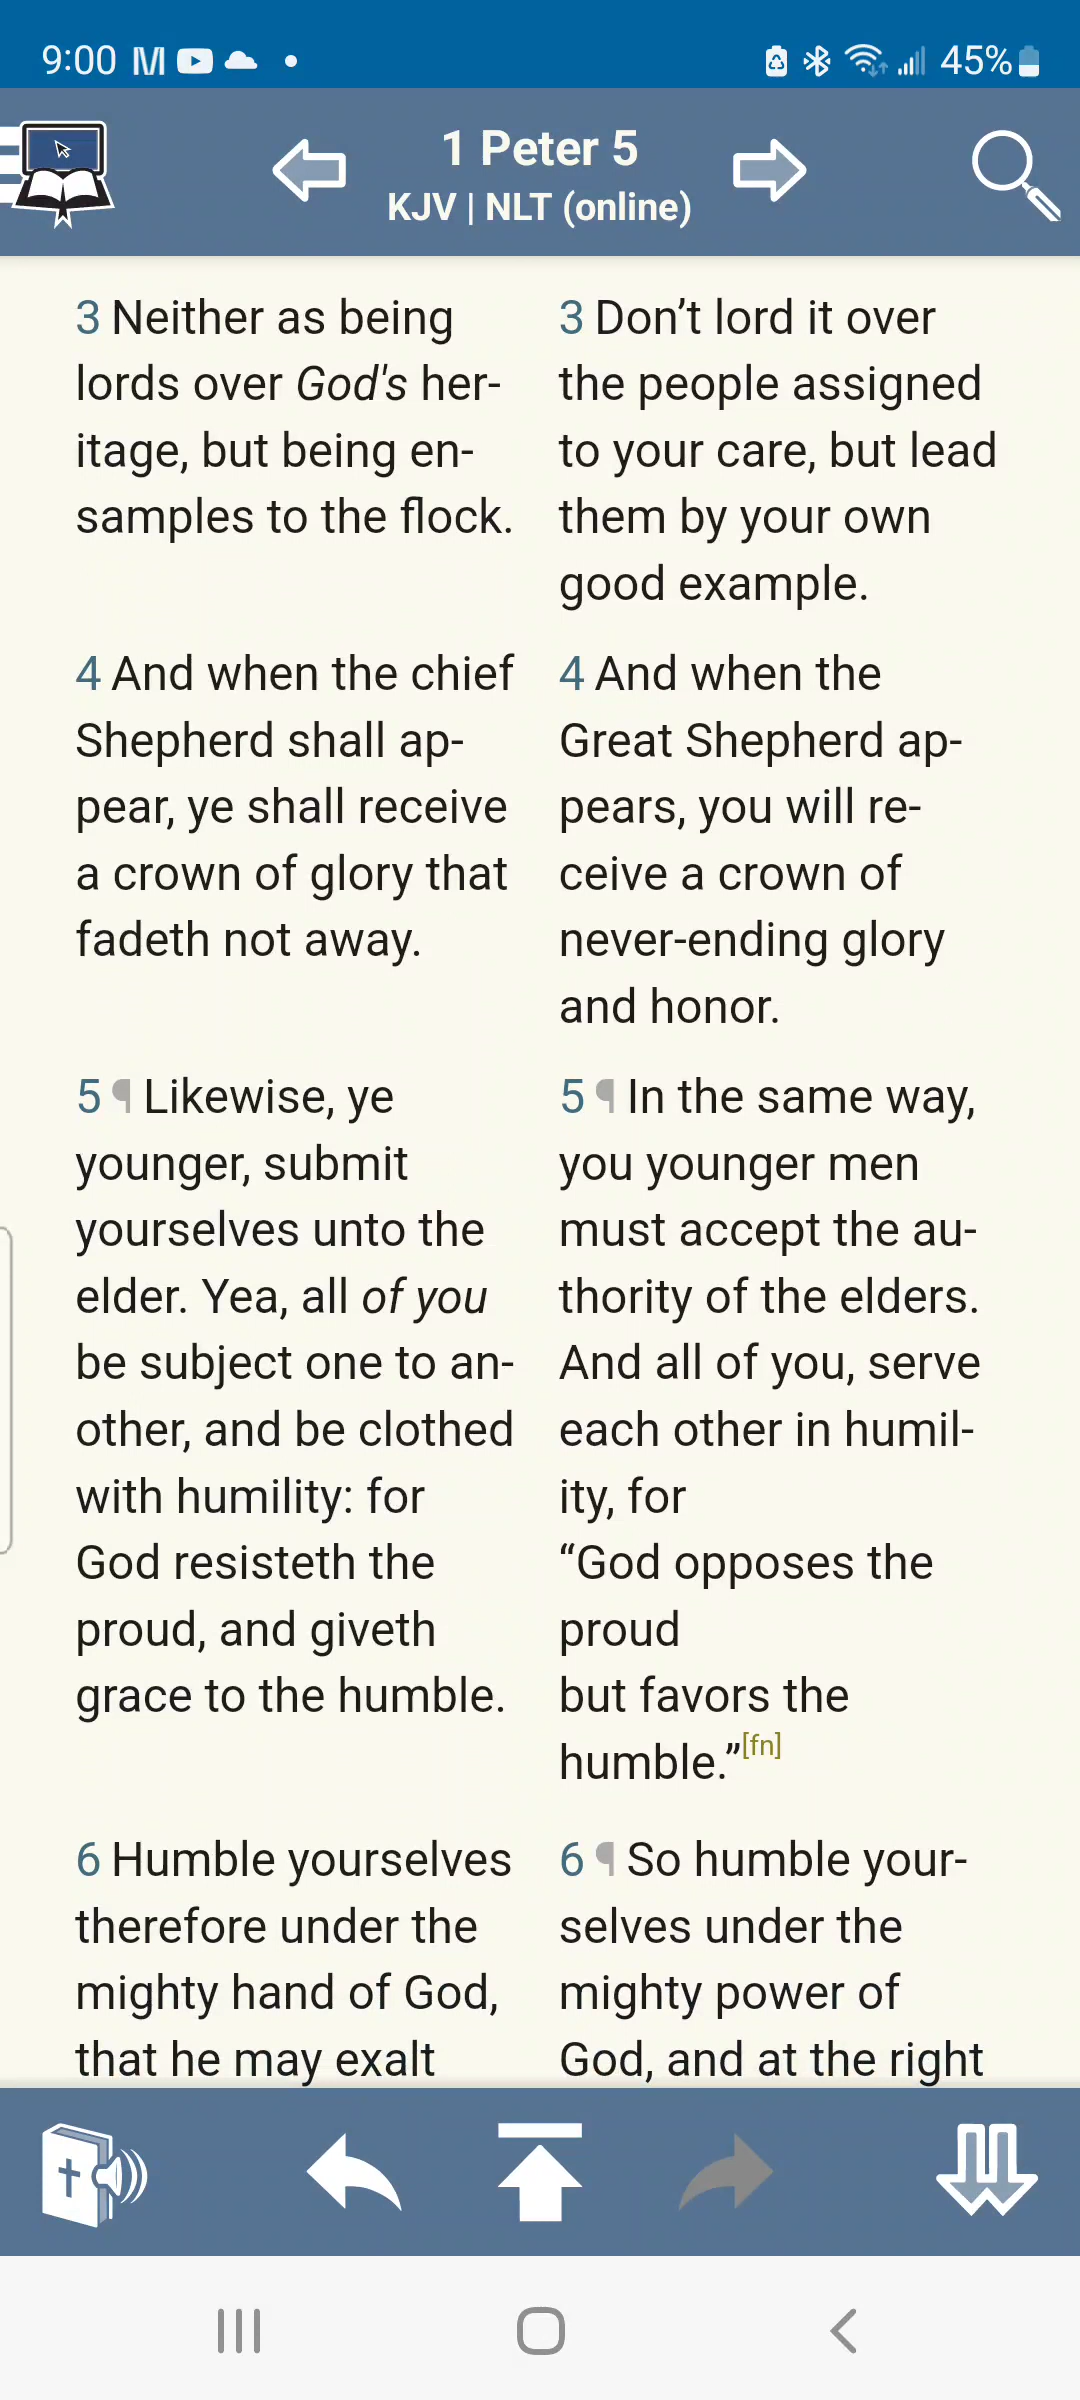 9:00
45%
1 Peter 5
KJV | NLT (online)
3 Neither as being
lords over God's her-
itage, but being en-
samples to the flock.
3 Don’t lord it over
the people assigned
to your care, but lead
them by your own
good example.
4 And when the chief
Shepherd shall ap-
pear, ye shall receive
a crown of glory that
fadeth not away.
4 And when the
Great Shepherd ap-
pears, you will re-
ceive a crown of
never-ending glory
and honor.
5 ¶ Likewise, ye
younger, submit
yourselves unto the
elder. Yea, all of you
be subject one to an-
other, and be clothed
with humility: for
God resisteth the
proud, and giveth
grace to the humble.
5 ¶ In the same way,
you younger men
must accept the au-
thority of the elders.
And all of you, serve
each other in humil-
ity, for
“God opposes the
proud
but favors the
humble.”[fn]
6 Humble yourselves
therefore under the
mighty hand of God,
that he may exalt
6 ¶ So humble your-
selves under the
mighty power of
God, and at the right